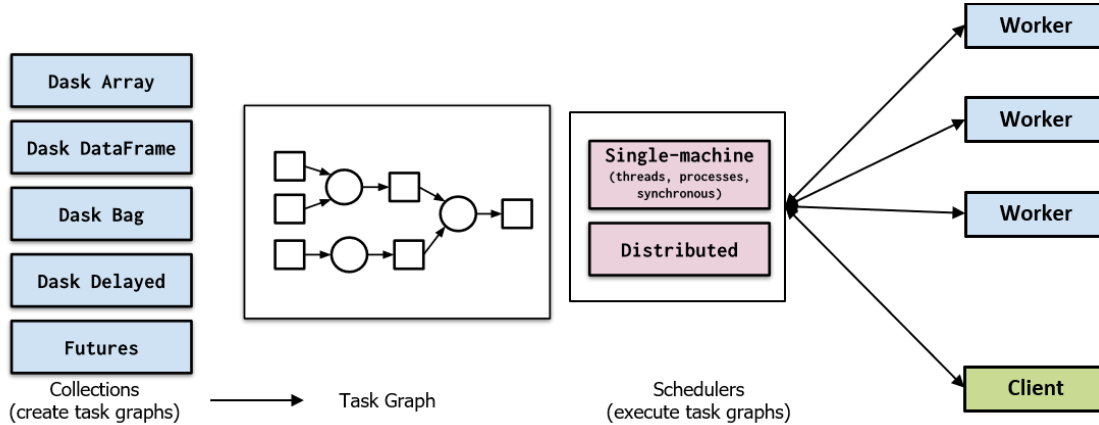 Dask Array
Dask DataFrame
Dask Bag
Dask Delayed
Futures
Collections
(create task graphs)
Task Graph
Single-machine
(threads, processes,
synchronous)
Distributed
Schedulers
(execute task graphs)
Worker
Worker
Worker
Client